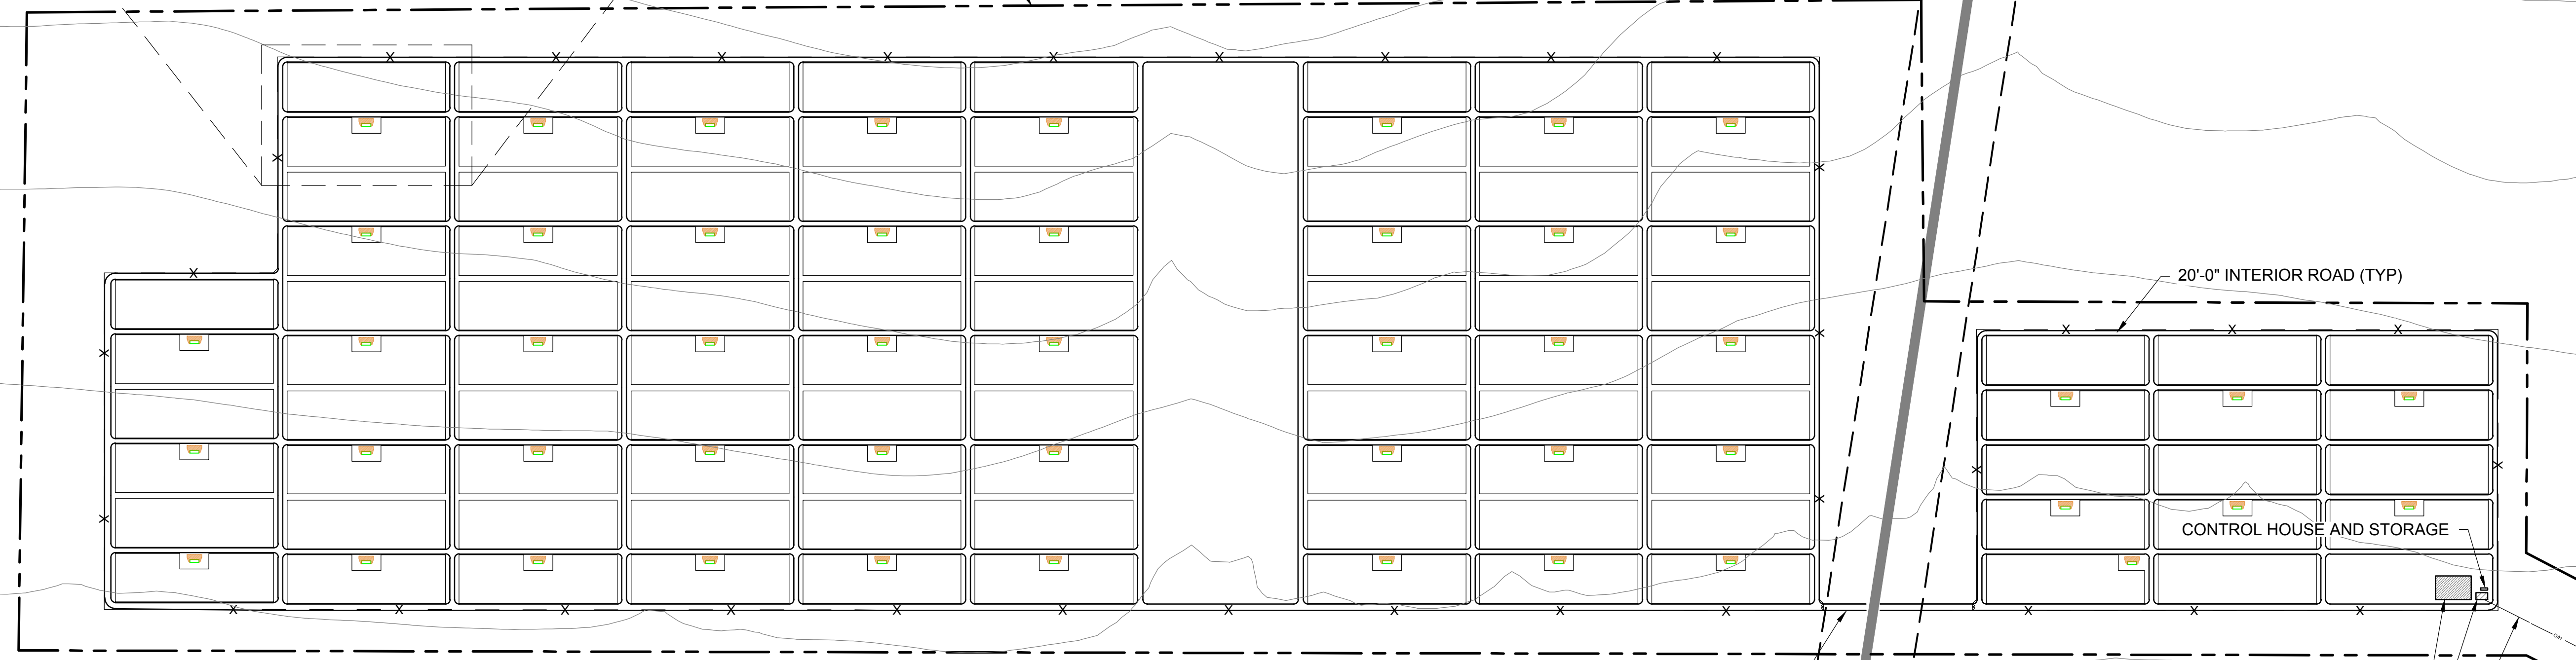 20'-0" INTERIOR ROAD (TYP)
CONTROL HOUSE AND STORAGE